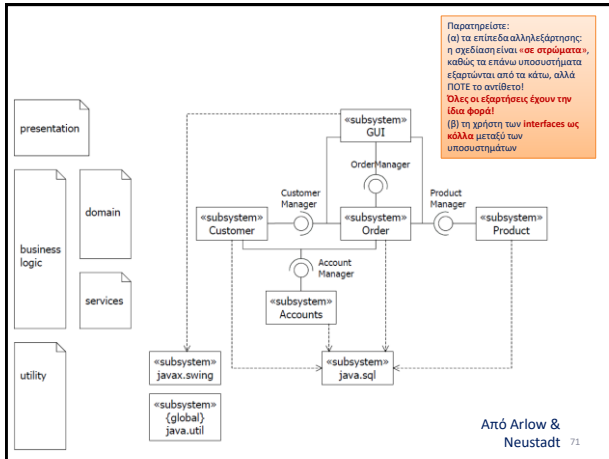 Παρατηρείστε:
(α) τα επίπεδα αλληλεξάρτησης:
η σχεδίαση είναι «σε στρώματα»,
καθώς τα επάνω υποσυστήματα
εξαρτώνται από τα κάτω, αλλά
ΠΟΤΕ το αντίθετο!
Όλες οι εξαρτήσεις έχουν την
ίδια φορά!
(β) τη χρήση των interfaces ως
κόλλα μεταξύ των
υποσυστημάτων
presentation
business
logic
domain
services
utility
«subsystem»
GUI
OrderManager
Customer
Manager
Product
Manager
«subsystem»
Customer
«subsystem»
Order
«subsystem»
Product
Account
Manager
«subsystem»
Accounts
«subsystem»
javax.swing
«subsystem»
java.sql
«subsystem»
{global}
java.util
Από Arlow &
Neustadt 71